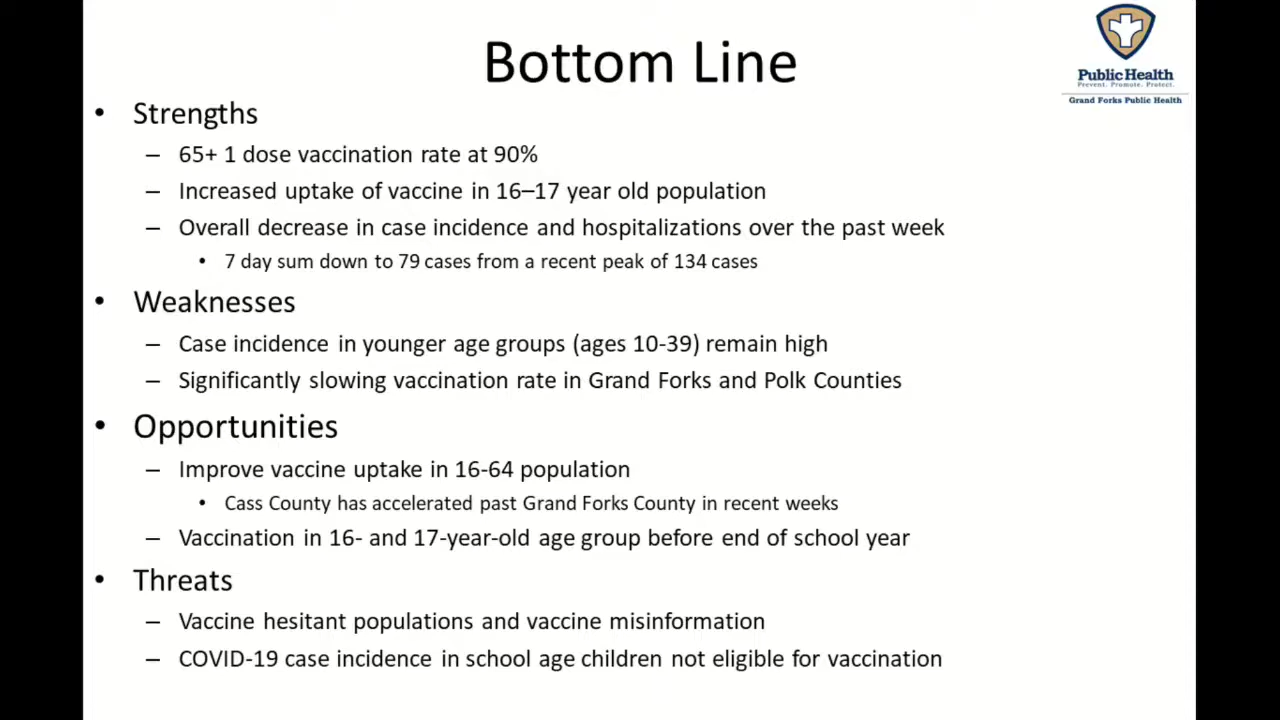 Bottom Line
Public Health
Prevent. Promote. Protect.
Grand Forks Public Health
• Strengths
– 65+ 1 dose vaccination rate at 90%
– Increased uptake of vaccine in 16–17 year old population
– Overall decrease in case incidence and hospitalizations over the past week
• 7 day sum down to 79 cases from a recent peak of 134 cases
• Weaknesses
– Case incidence in younger age groups (ages 10-39) remain high
– Significantly slowing vaccination rate in Grand Forks and Polk Counties
• Opportunities
– Improve vaccine uptake in 16-64 population
• Cass County has accelerated past Grand Forks County in recent weeks
– Vaccination in 16- and 17-year-old age group before end of school year
• Threats
– Vaccine hesitant populations and vaccine misinformation
– COVID-19 case incidence in school age children not eligible for vaccination